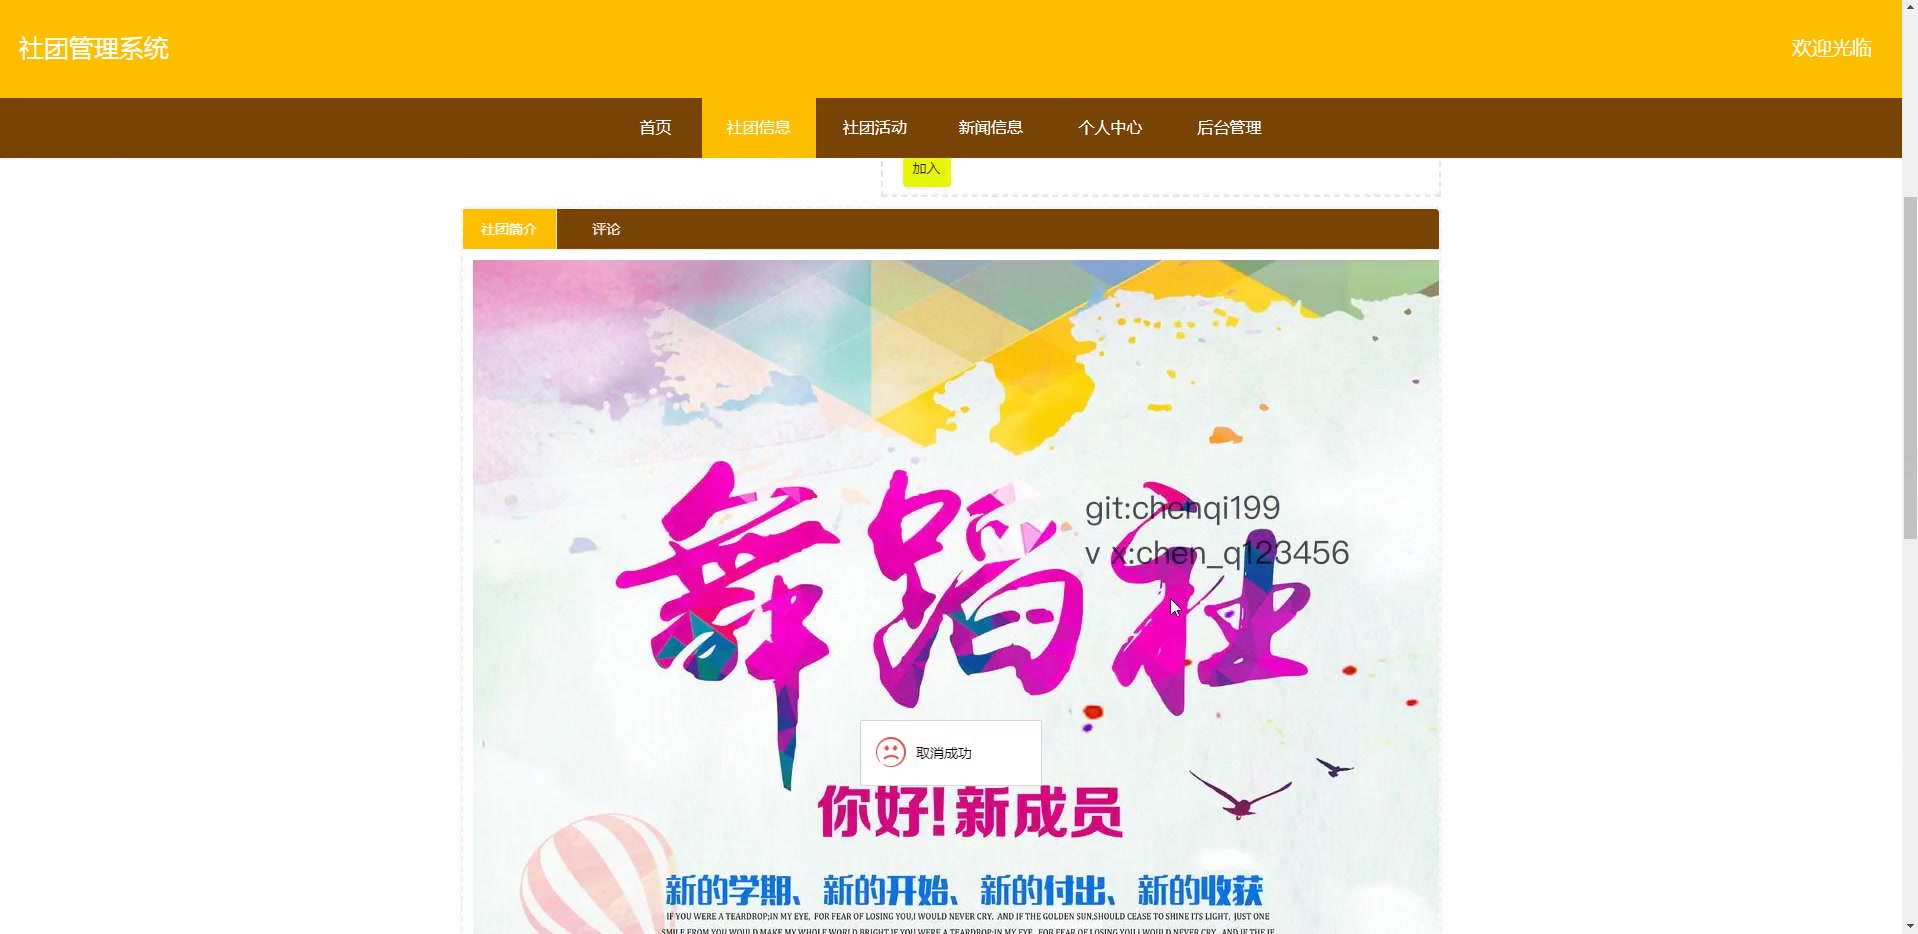 社团管理系统
欢迎光临
首页
社团信息
社团活动
新闻信息
个人中心
后台管理
加入
社团简介
评论
舞蹈社
git:chenqi199
v x:chen_q123456
取消成功
你好!新成员
新的学期、新的开始、新的付出、新的收获
IF YOU WERE A TEARDROP;IN MY EYE, FOR FEAR OF LOSING YOU,I WOULD NEVER CRY. AND IF THE GOLDEN SUN,SHOULD CEASE TO SHINE ITS LIGHT, JUST ONE
SMILE FROM YOU,WOULD MAKE MY WHOLE WORLD BRIGHT.IF YOU WERE A TEARDROP;IN MY EYE, FOR FEAR OF LOSING YOU,I WOULD NEVER CRY. AND IF THE